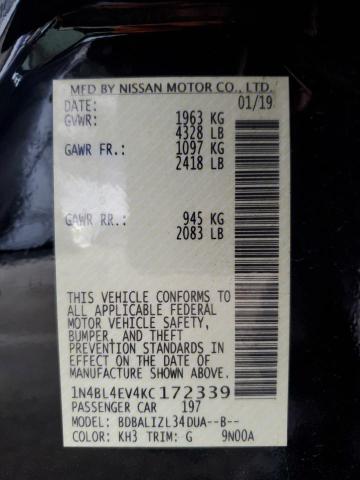 MFD BY NISSAN MOTOR CO., LTD.
DATE: 01/19
GVWR: 1963 KG
4328 LB
GAWR FR.: 1097 KG
2418 LB
GAWR RR.: 945 KG
2083 LB
THIS VEHICLE CONFORMS TO
ALL APPLICABLE FEDERAL
MOTOR VEHICLE SAFETY,
BUMPER, AND THEFT
PREVENTION STANDARDS IN
EFFECT ON THE DATE OF
MANUFACTURE SHOWN ABOVE.
1N4BL4EV4KC172339
PASSENGER CAR 197
MODEL: BDBALIZL34DUA--B--
COLOR: KH3 TRIM: G 9N00A